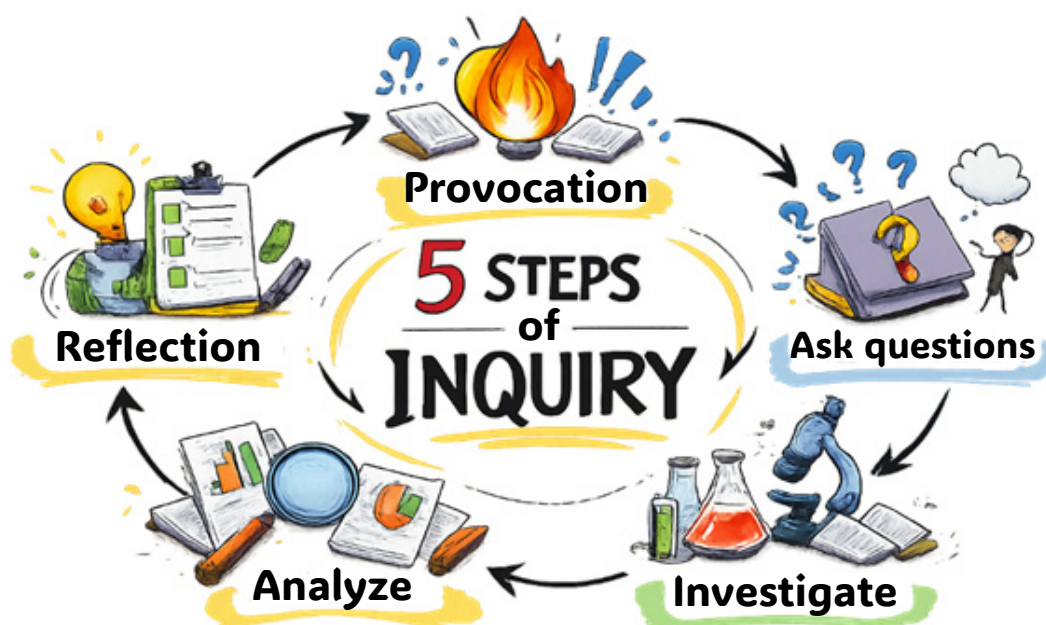 Provocation
5 STEPS
of
INQUIRY
Ask questions
Investigate
Analyze
Reflection